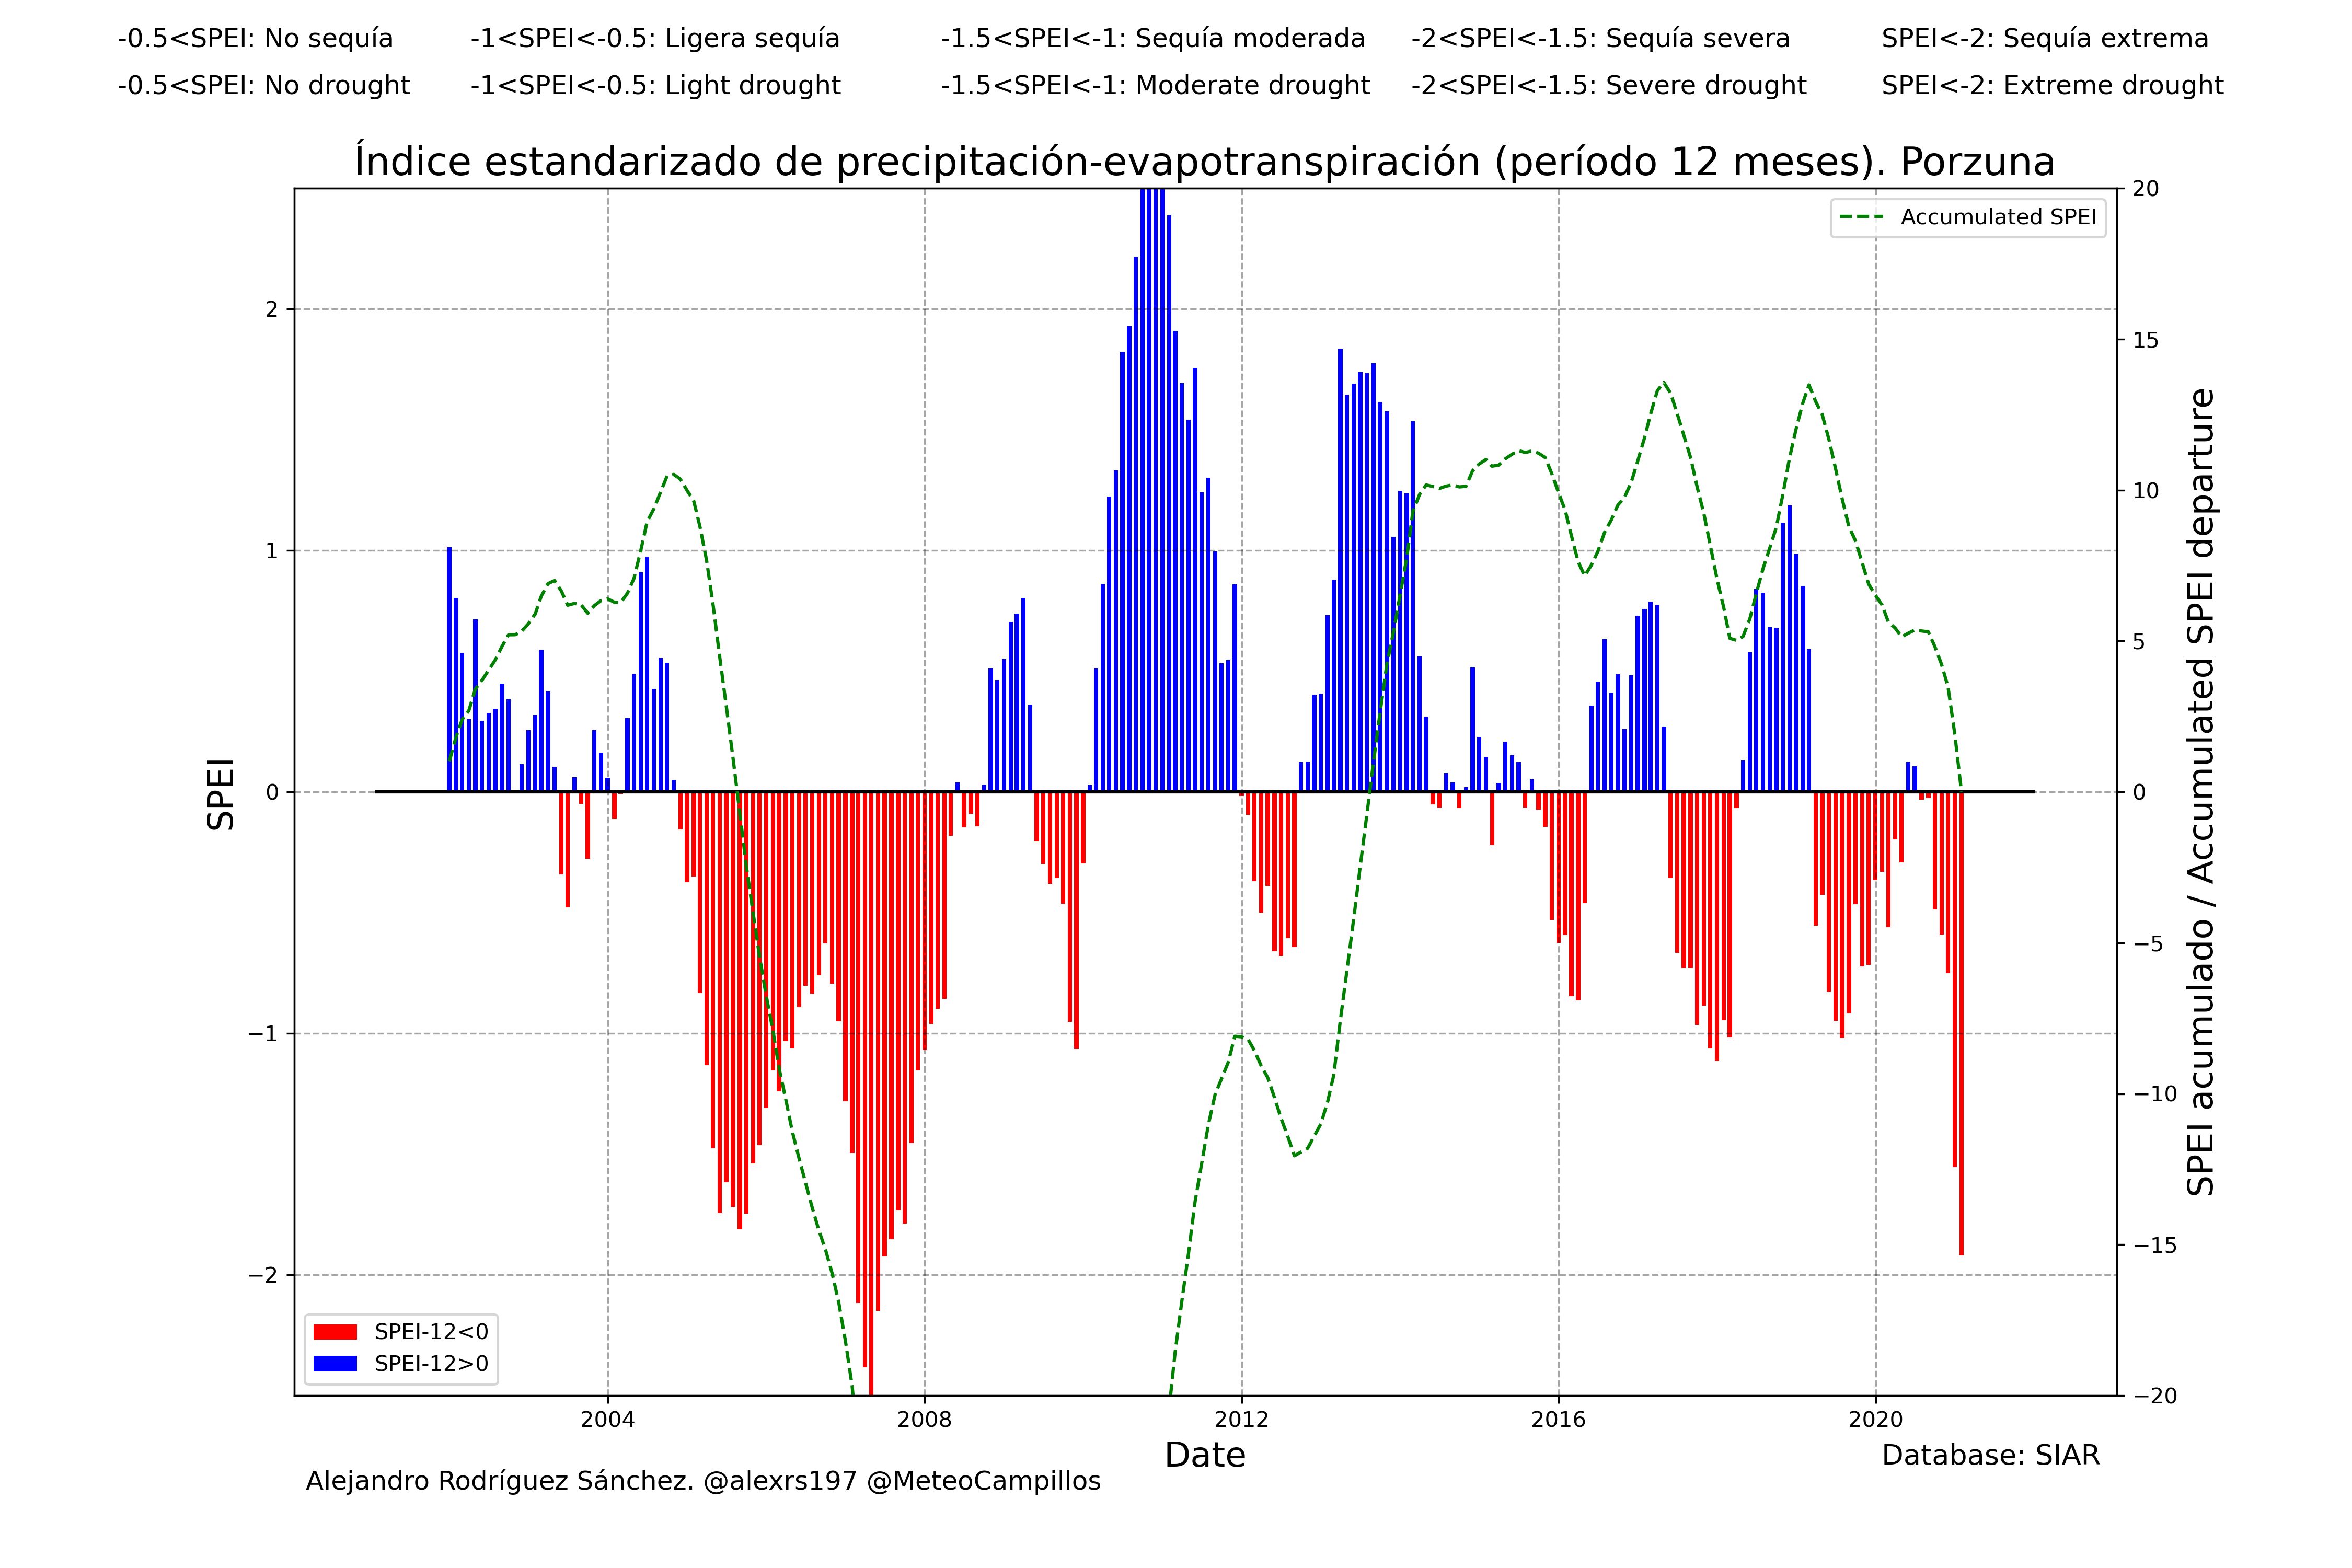 -0.5<SPEI: No sequía -1<SPEI<-0.5: Ligera sequía -1.5<SPEI<-1: Sequía moderada -2<SPEI<-1.5: Sequía severa SPEI<-2: Sequía extrema
-0.5<SPEI: No drought -1<SPEI<-0.5: Light drought -1.5<SPEI<-1: Moderate drought -2<SPEI<-1.5: Severe drought SPEI<-2: Extreme drought
Índice estandarizado de precipitación-evapotranspiración (período 12 meses). Porzuna
Accumulated SPEI
SPEI
2
1
0
−1
−2
20
15
10
5
0
−5
−10
−15
−20
SPEI acumulado / Accumulated SPEI departure
SPEI-12<0
SPEI-12>0
2004 2008 2012 2016 2020
Date
Database: SIAR
Alejandro Rodríguez Sánchez. @alexrs197 @MeteoCampillos